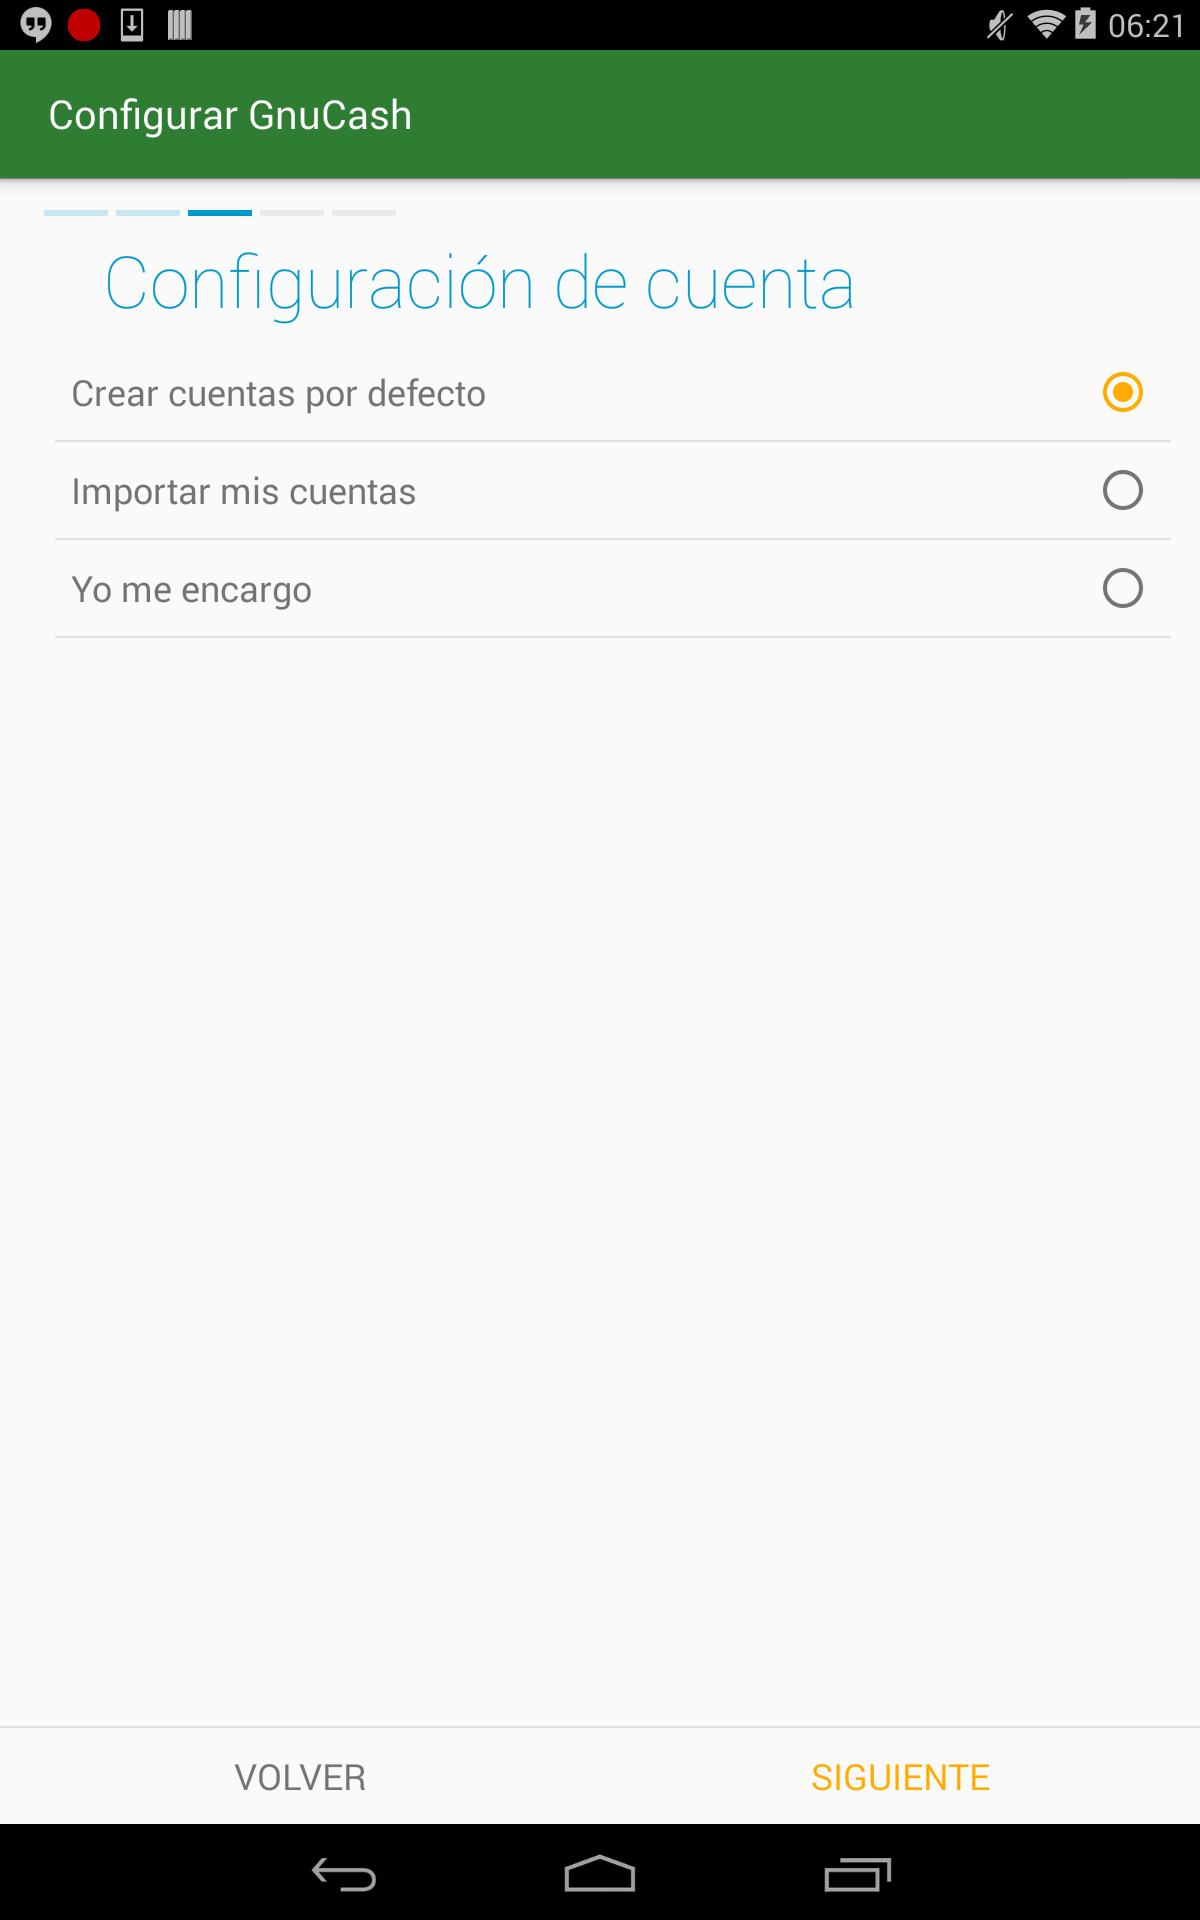 06:21
Configurar GnuCash
Configuración de cuenta
Crear cuentas por defecto
Importar mis cuentas
Yo me encargo
VOLVER
SIGUIENTE